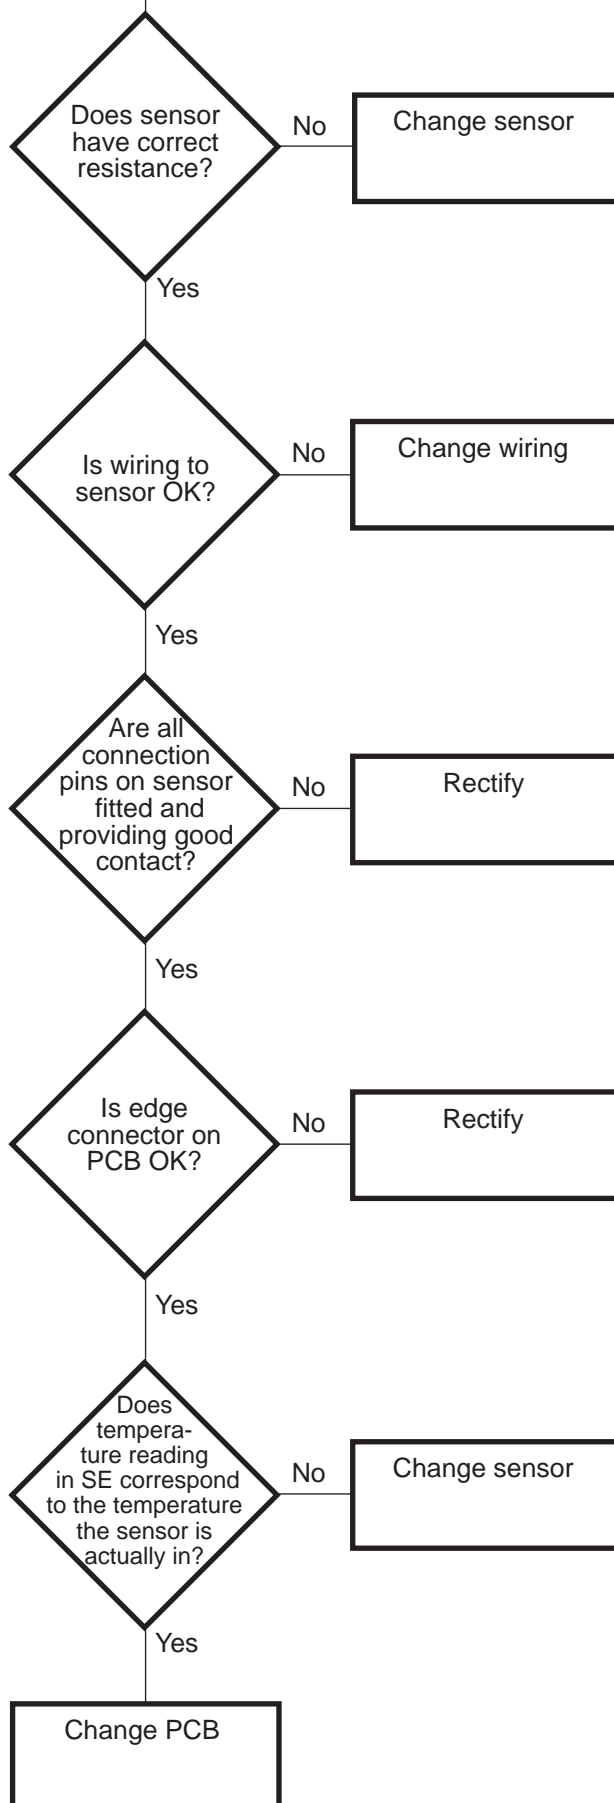 Does sensor
have correct
resistance?
No
Change sensor
Yes
Is wiring to
sensor OK?
No
Change wiring
Yes
Are all
connection
pins on sensor
fitted and
providing good
contact?
No
Rectify
Yes
Is edge
connector on
PCB OK?
No
Rectify
Yes
Does
tempera-
ture reading
in SE correspond
to the temperature
the sensor is
actually in?
No
Change sensor
Yes
Change PCB